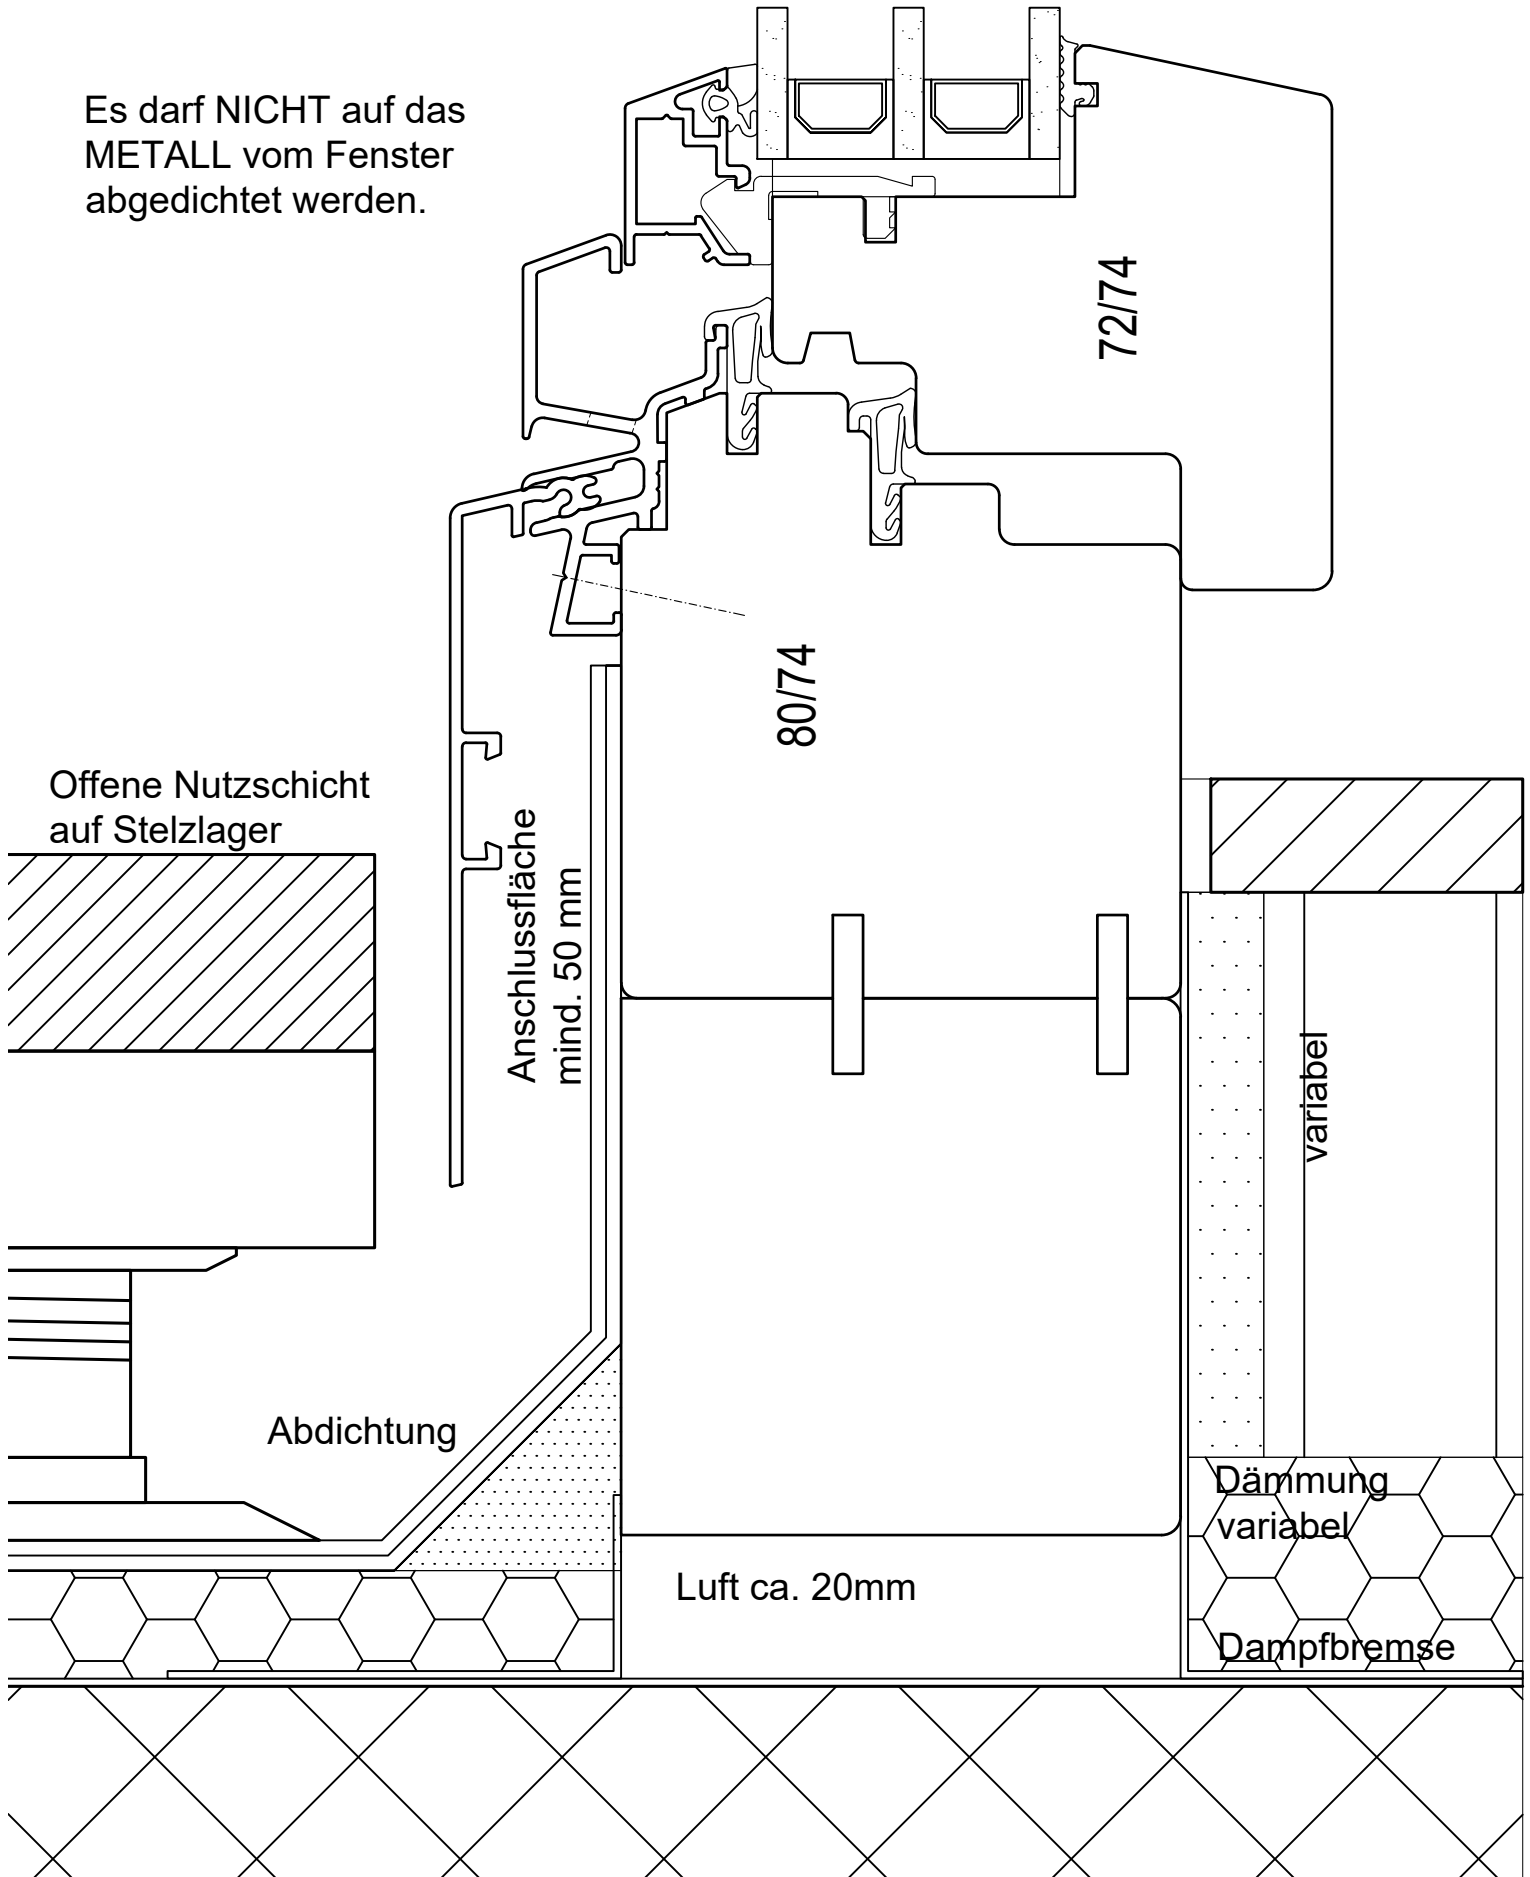 Es darf NICHT auf das
METALL vom Fenster
abgedichtet werden.
72/74
80/74
Offene Nutzschicht
auf Stelzlager
Anschlussfläche
mind. 50 mm
variabel
Abdichtung
Dämmung
variabel
Luft ca. 20mm
Dampfbremse